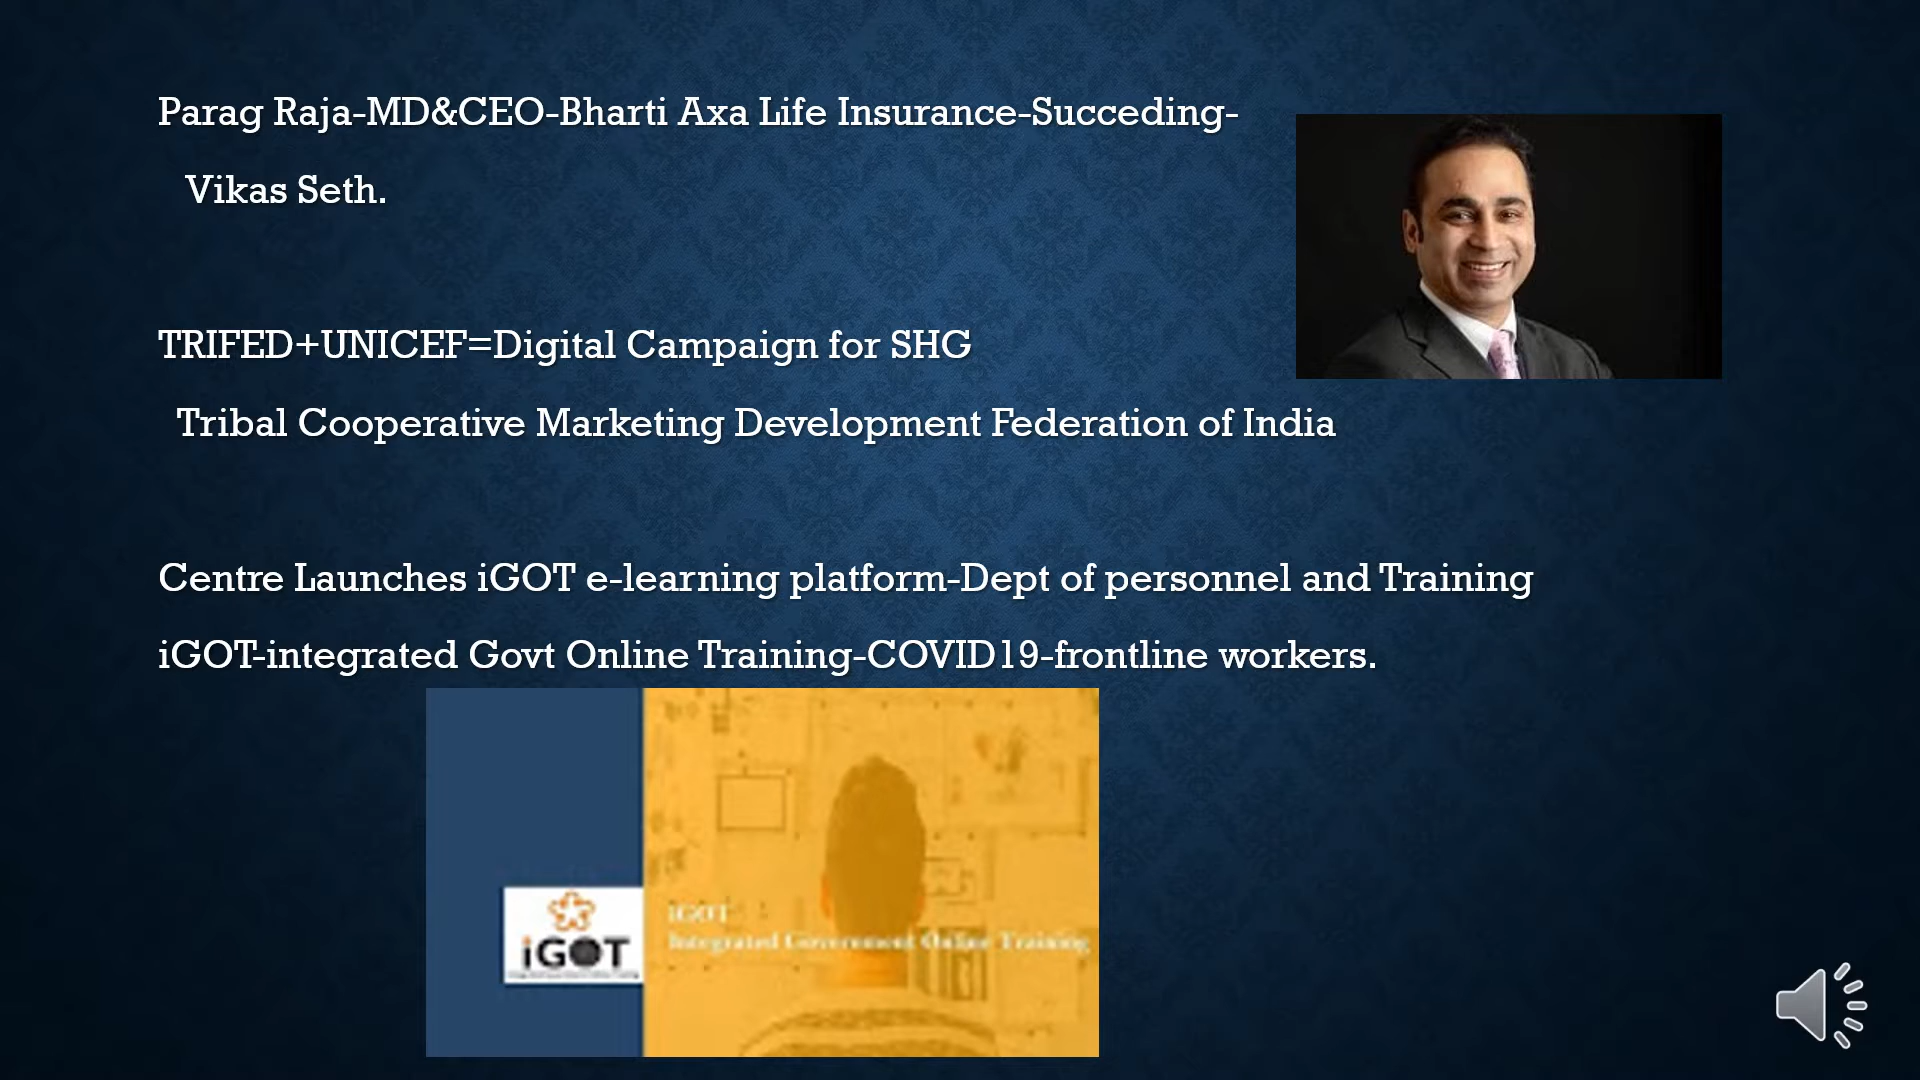 Parag Raja-MD&CEO-Bharti Axa Life Insurance-Succeding-
Vikas Seth.
TRIFED+UNICEF=Digital Campaign for SHG
Tribal Cooperative Marketing Development Federation of India
Centre Launches iGOT e-learning platform-Dept of personnel and Training
iGOT-integrated Govt Online Training-COVID19-frontline workers.
iGOT
iGOT
Integrated Government Online Training